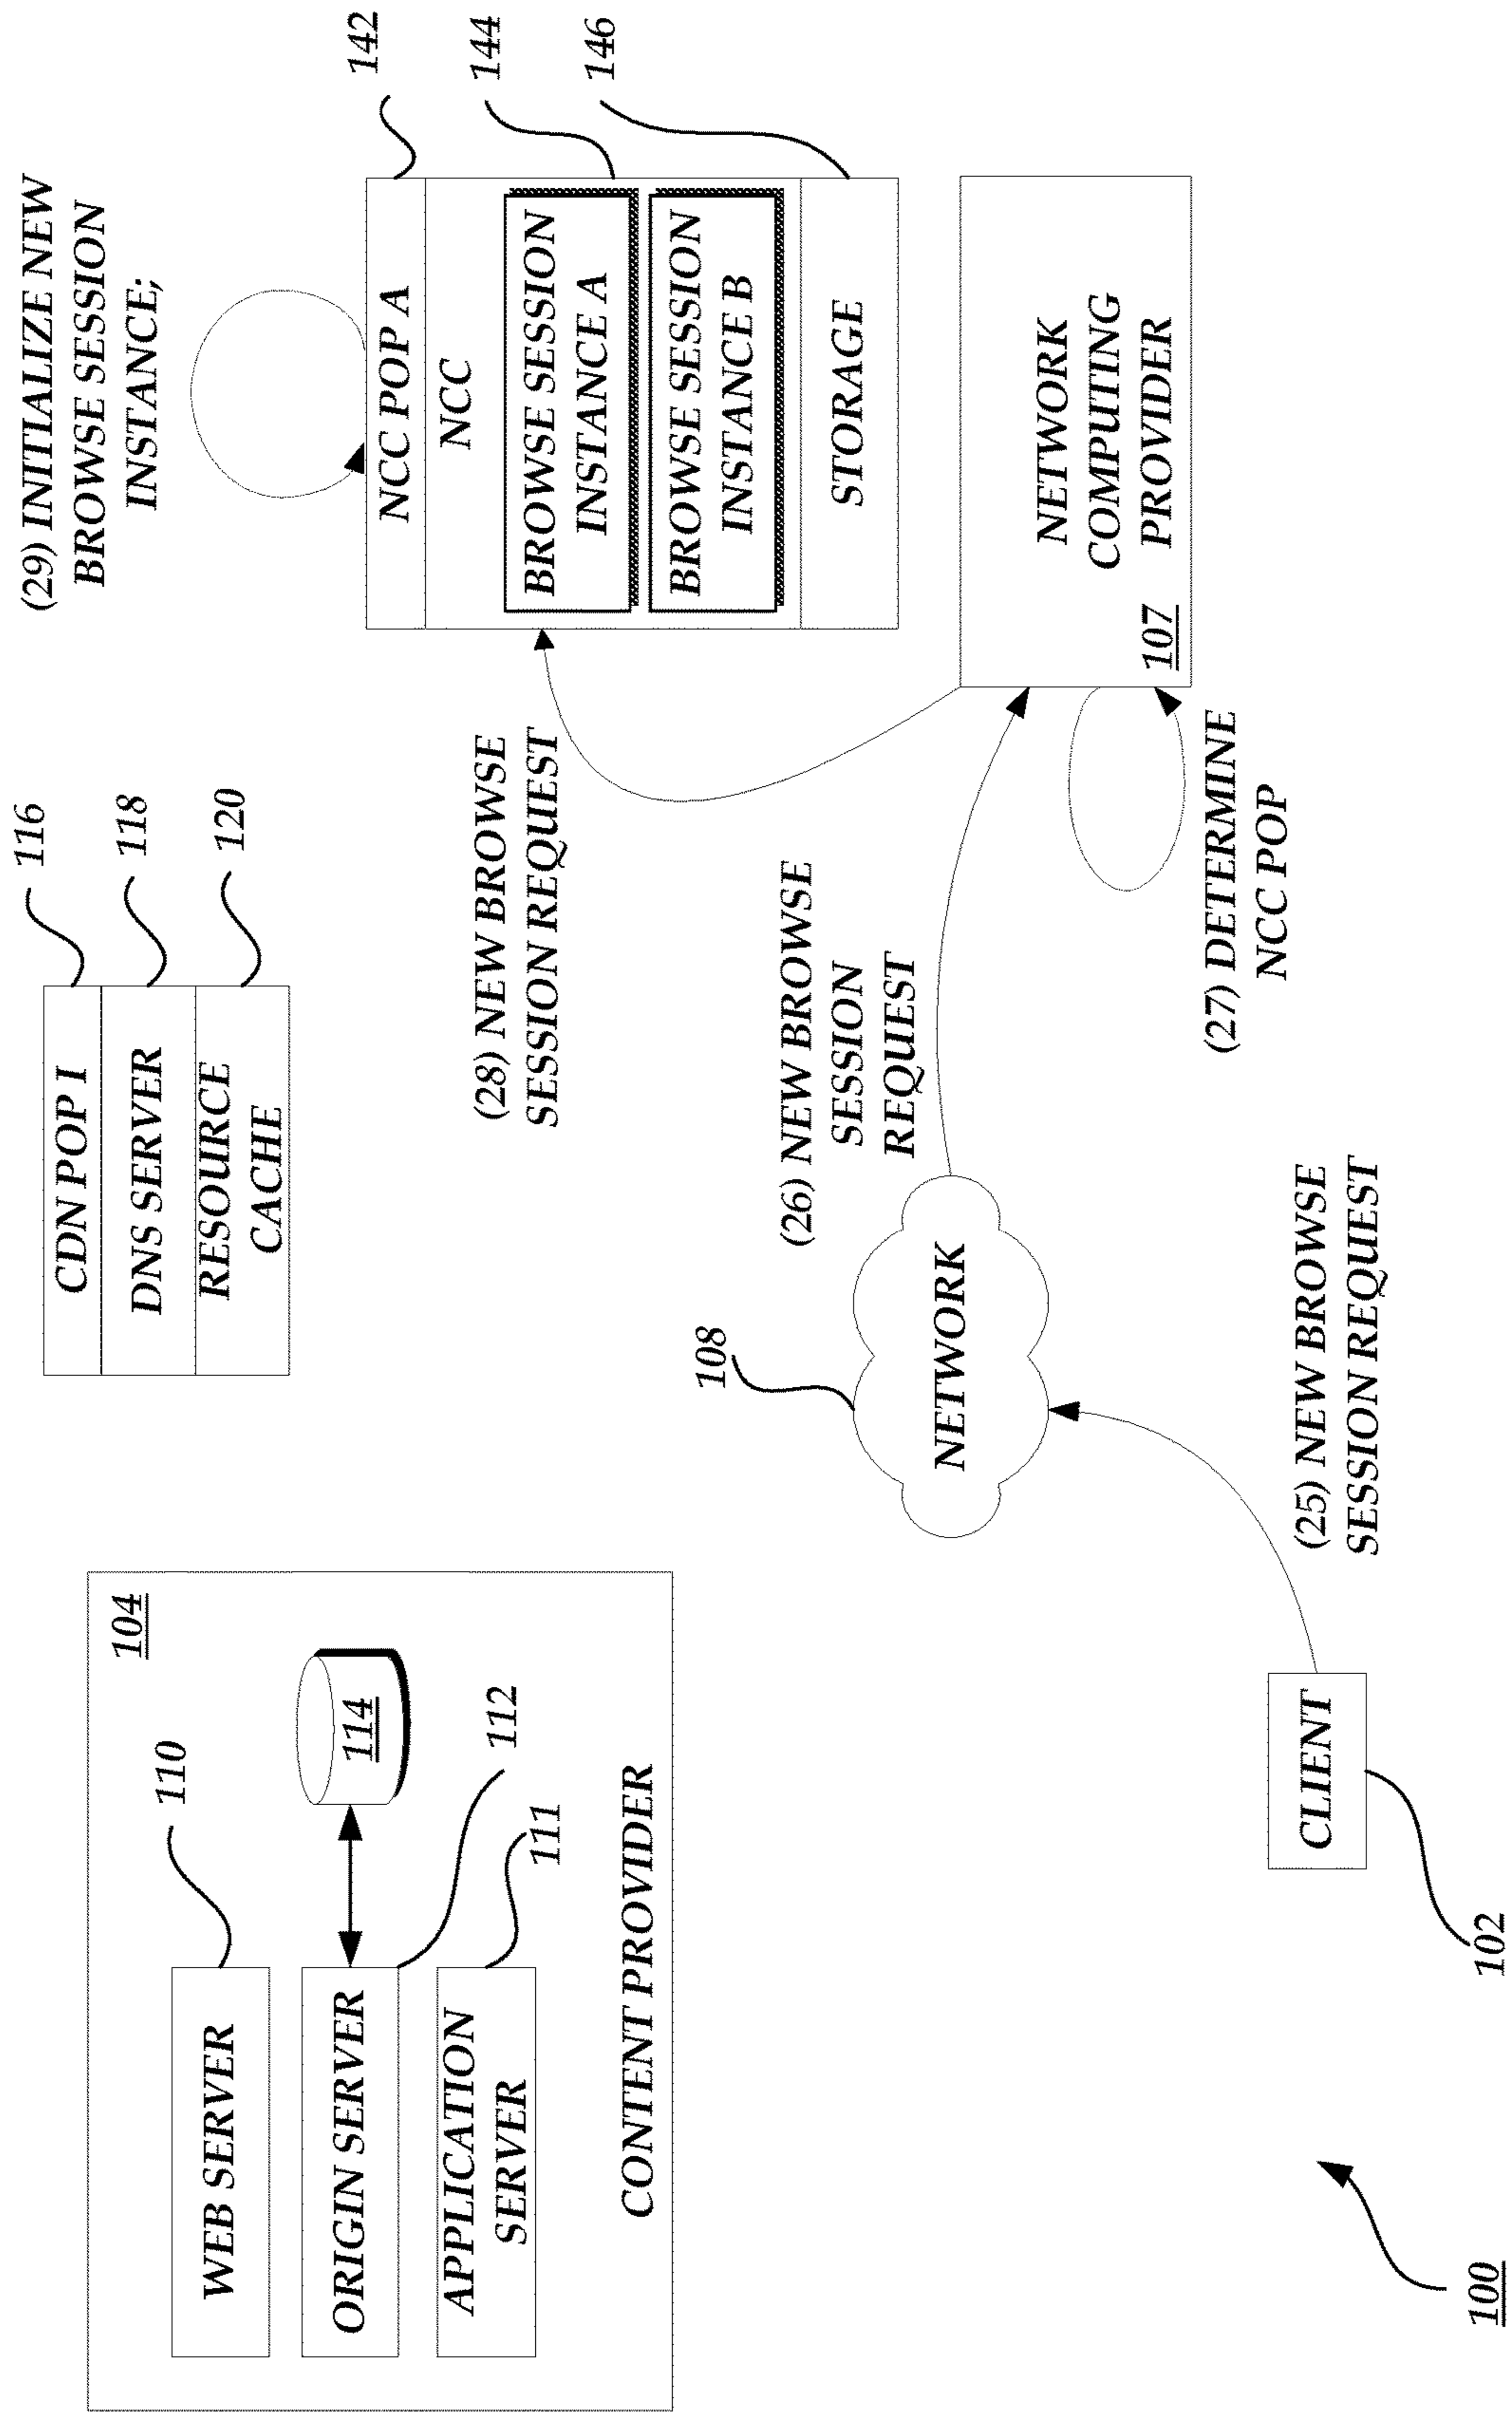 104
WEB SERVER
110
ORIGIN SERVER
114
112
APPLICATION
SERVER
111
CONTENT PROVIDER
CDN POP I
116
DNS SERVER
118
RESOURCE
CACHE
120
(29) INITIALIZE NEW
BROWSE SESSION
INSTANCE;
NCC POP A
142
NCC
144
BROWSE SESSION
INSTANCE A
BROWSE SESSION
INSTANCE B
STORAGE
146
(28) NEW BROWSE
SESSION REQUEST
108
NETWORK
(26) NEW BROWSE
SESSION
REQUEST
NETWORK
COMPUTING
PROVIDER
107
(27) DETERMINE
NCC POP
CLIENT
102
(25) NEW BROWSE
SESSION REQUEST
100